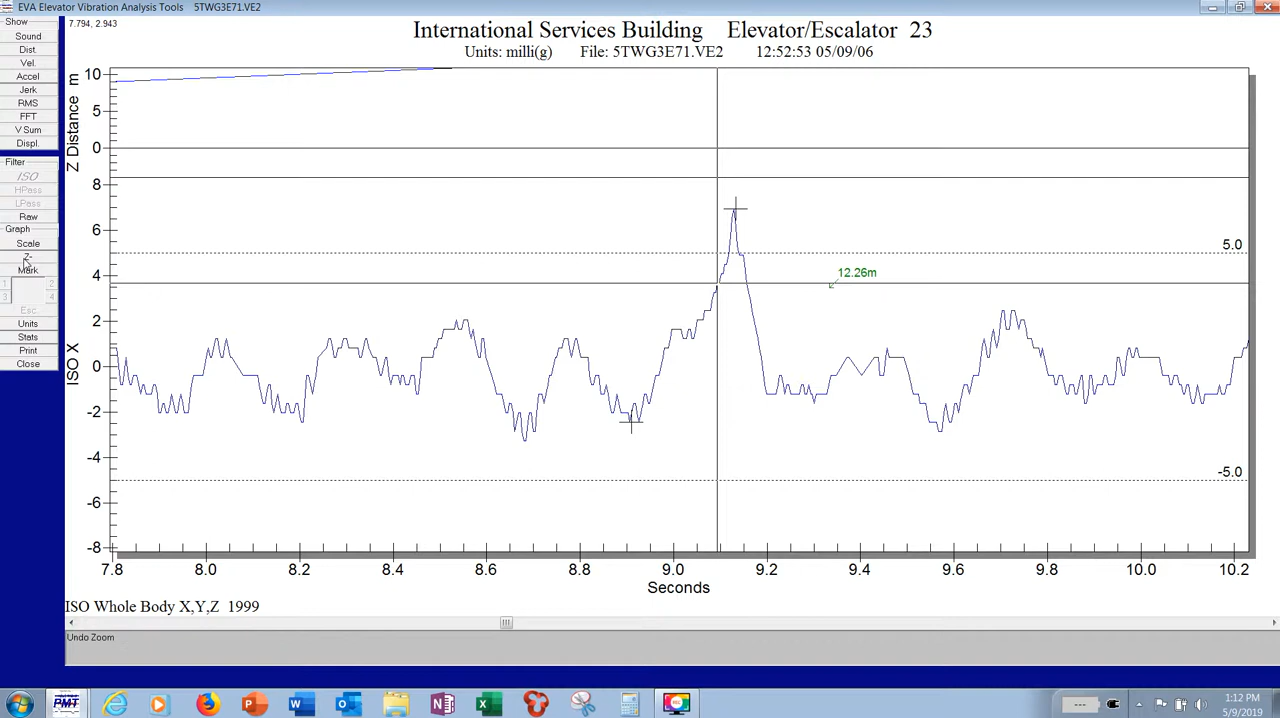 EVA Elevator Vibration Analysis Tools 5TWG3E71.VE2
Show
7.794, 2.943
Sound
Dist.
Vel.
Accel
Jerk
RMS
FFT
V Sum
Displ.
Filter
ISO
HPass
LPass
Raw
Graph
Scale
Z-
Mark
1 2
3 4
Esc
Units
Stats
Print
Close
International Services Building Elevator/Escalator 23
Units: milli(g) File: 5TWG3E71.VE2 12:52:53 05/09/06
Z Distance m
10
5
0
ISO X
8
6
4
2
0
-2
-4
-6
-8
5.0
12.26m
-5.0
7.8 8.0 8.2 8.4 8.6 8.8 9.0 9.2 9.4 9.6 9.8 10.0 10.2
Seconds
ISO Whole Body X,Y,Z 1999
Undo Zoom
PMT
---
1:12 PM
5/9/2019